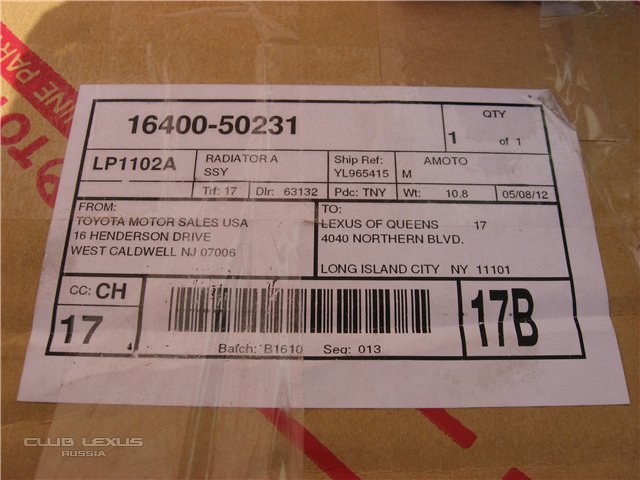 16400-50231
QTY
1 of 1
LP1102A
RADIATOR A
SSY
Ship Ref:
YL965415
AMOTO
M
Trf: 17 Dlr: 63132 Pdc: TNY Wt: 10.8 05/08/12
FROM:
TOYOTA MOTOR SALES USA
16 HENDERSON DRIVE
WEST CALDWELL NJ 07006
TO:
LEXUS OF QUEENS 17
4040 NORTHERN BLVD.
LONG ISLAND CITY NY 11101
CC: CH
17
17B
Batch: B1610 Seq: 013
CLUB LEXUS
RUSSIA